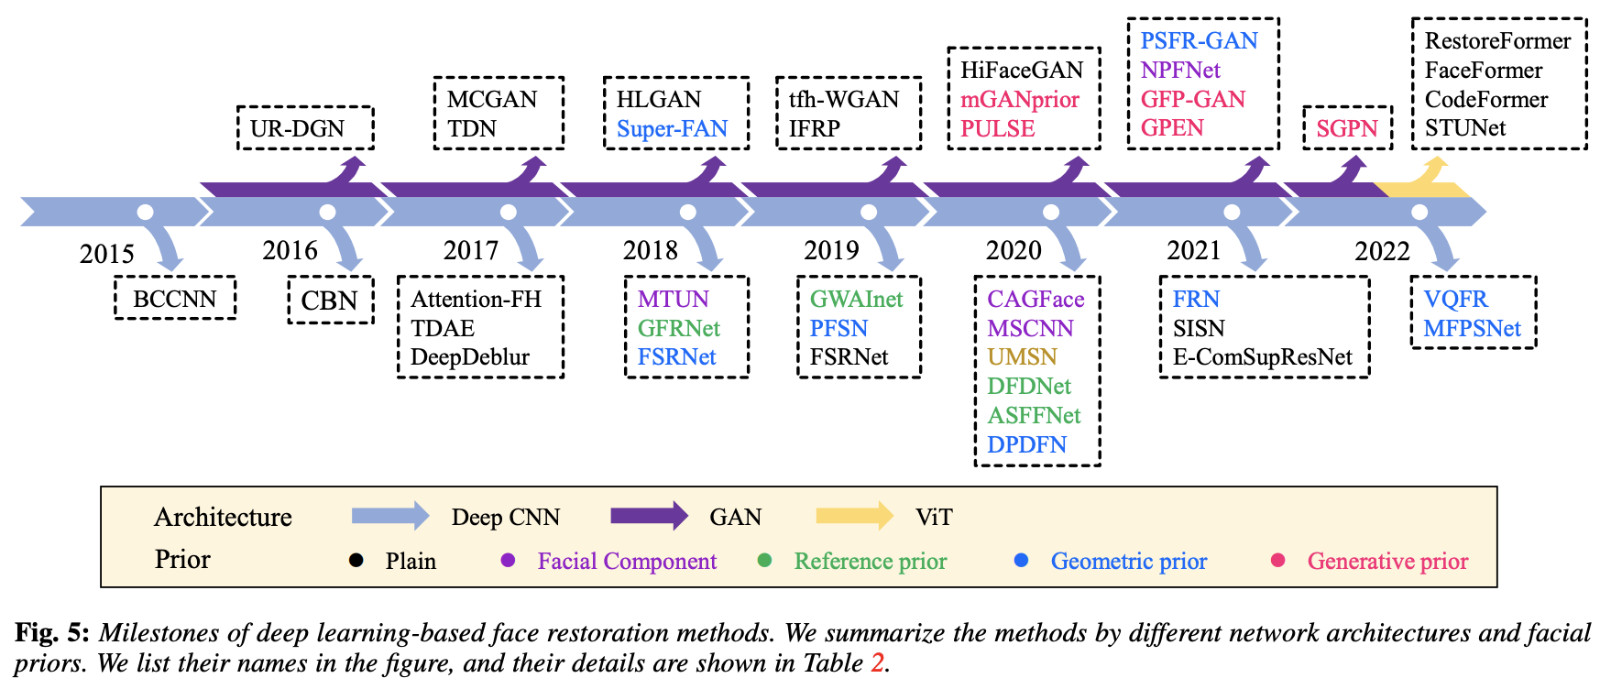 UR-DGN
MCGAN
TDN
HLGAN
Super-FAN
tfh-WGAN
IFRP
HiFaceGAN
mGANprior
PULSE
PSFR-GAN
NPFNet
GFP-GAN
GPEN
SGPN
RestoreFormer
FaceFormer
CodeFormer
STUNet
2015
2016
2017
2018
2019
2020
2021
2022
BCCNN
CBN
Attention-FH
TDAE
DeepDeblur
MTUN
GFRNet
FSRNet
GWAInet
PFSN
FSRNet
CAGFace
MSCNN
UMSN
DFDNet
ASFFNet
DPDFN
FRN
SISN
E-ComSupResNet
VQFR
MFPSNet
Architecture Deep CNN GAN ViT
Prior Plain Facial Component Reference prior Geometric prior Generative prior
Fig. 5: Milestones of deep learning-based face restoration methods. We summarize the methods by different network architectures and facial
priors. We list their names in the figure, and their details are shown in Table 2.